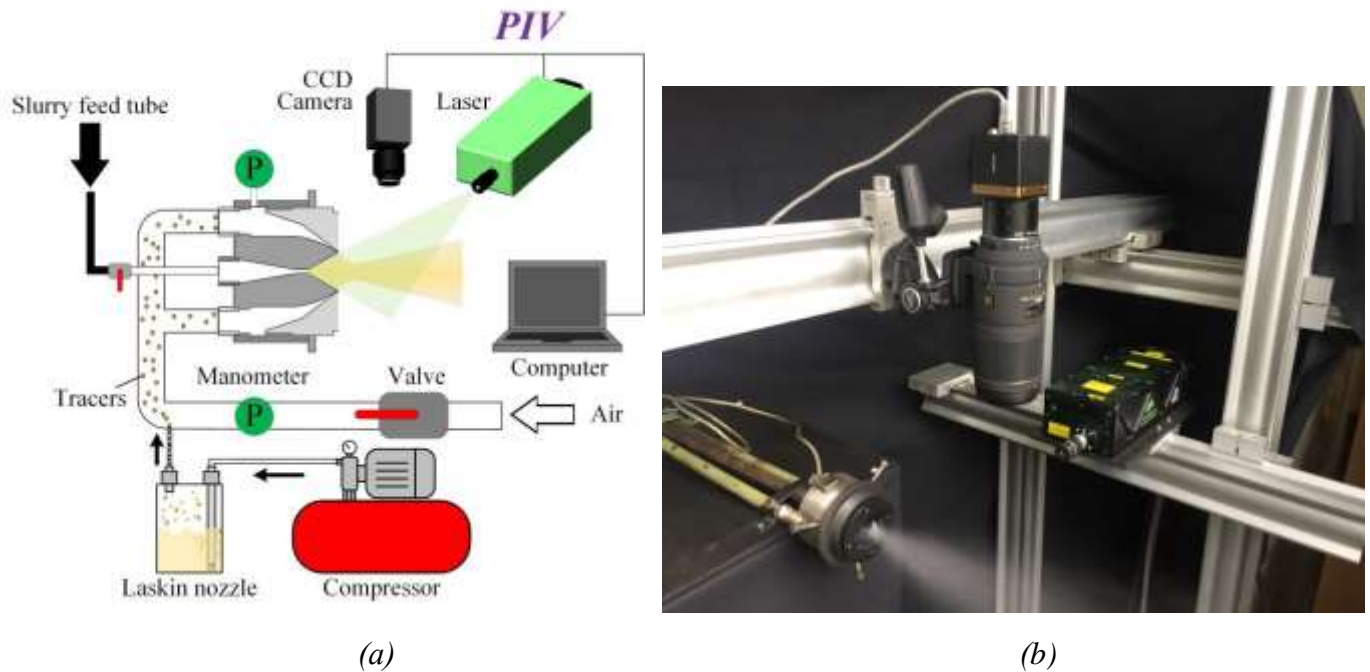 PIV
CCD
Camera
Laser
Slurry feed tube
P
Computer
Manometer
Valve
Tracers
P
Air
Laskin nozzle
Compressor
(a)
(b)